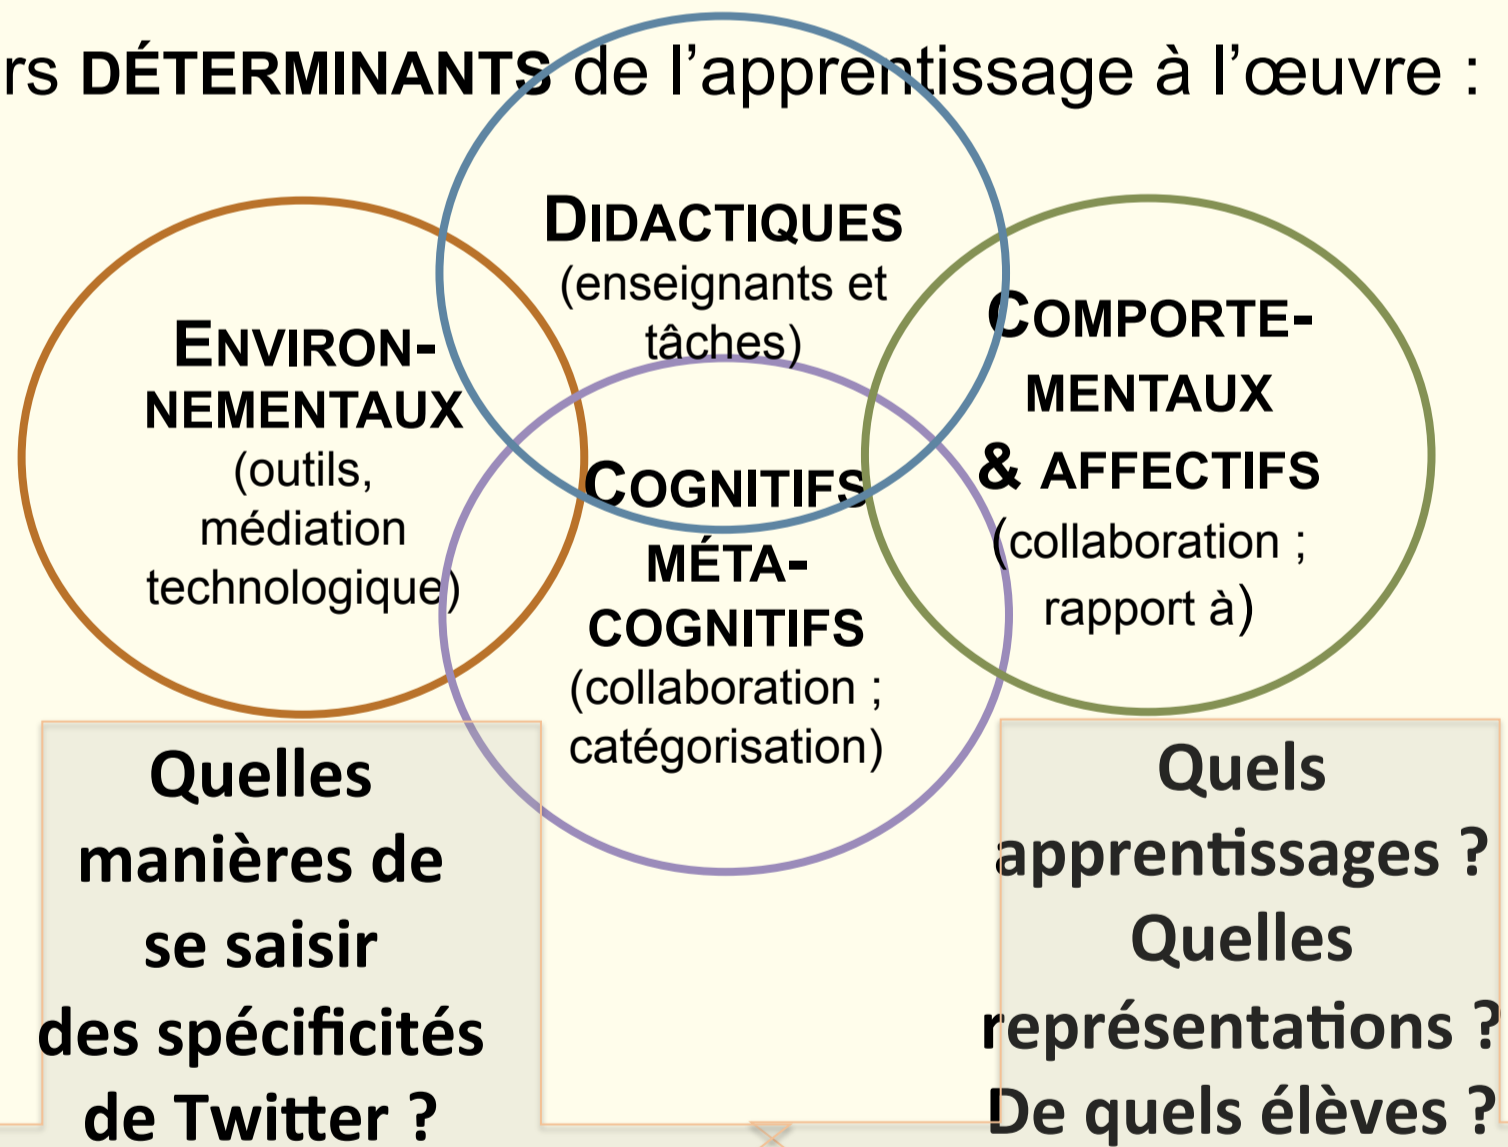 rs DÉTERMINANTS de l’apprentissage à l’œuvre :
DIDACTIQUES
(enseignants et
tâches)
ENVIRON-
NEMENTAUX
(outils,
médiation
technologique)
COGNITIFS
MÉTA-
COGNITIFS
(collaboration ;
catégorisation)
COMPORTE-
MENTAUX
& AFFECTIFS
(collaboration ;
rapport à)
Quelles
manières de
se saisir
des spécificités
de Twitter ?
Quels
apprentissages ?
Quelles
représentations ?
De quels élèves ?